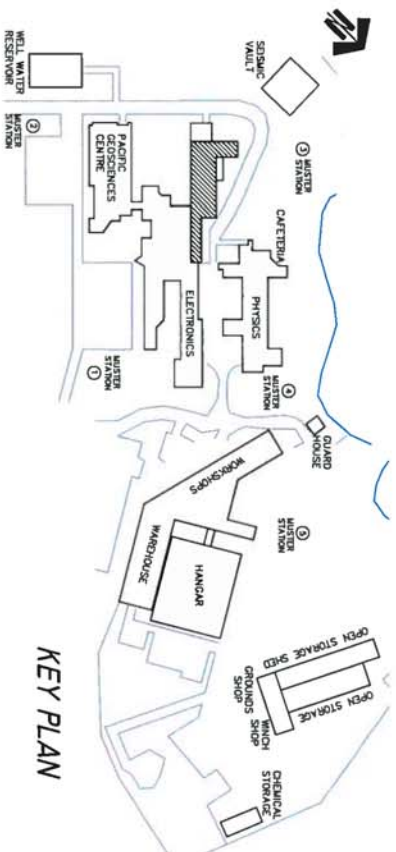 WELL WATER
RESERVOIR
② MUSTER
STATION
PACIFIC
GEOSCIENCES
CENTRE
SEISMIC
VAULT
③ MUSTER
STATION
CAFETERIA
PHYSICS
ELECTRONICS
MUSTER
STATION
①
④
MUSTER
STATION
GUARD
HOUSE
WORKSHOPS
WAREHOUSE
HANGAR
⑤
MUSTER
STATION
OPEN STORAGE SHED
OPEN STORAGE
WINCH
SHOP
GROUNDS
SHOP
CHEMICAL
STORAGE
KEY PLAN